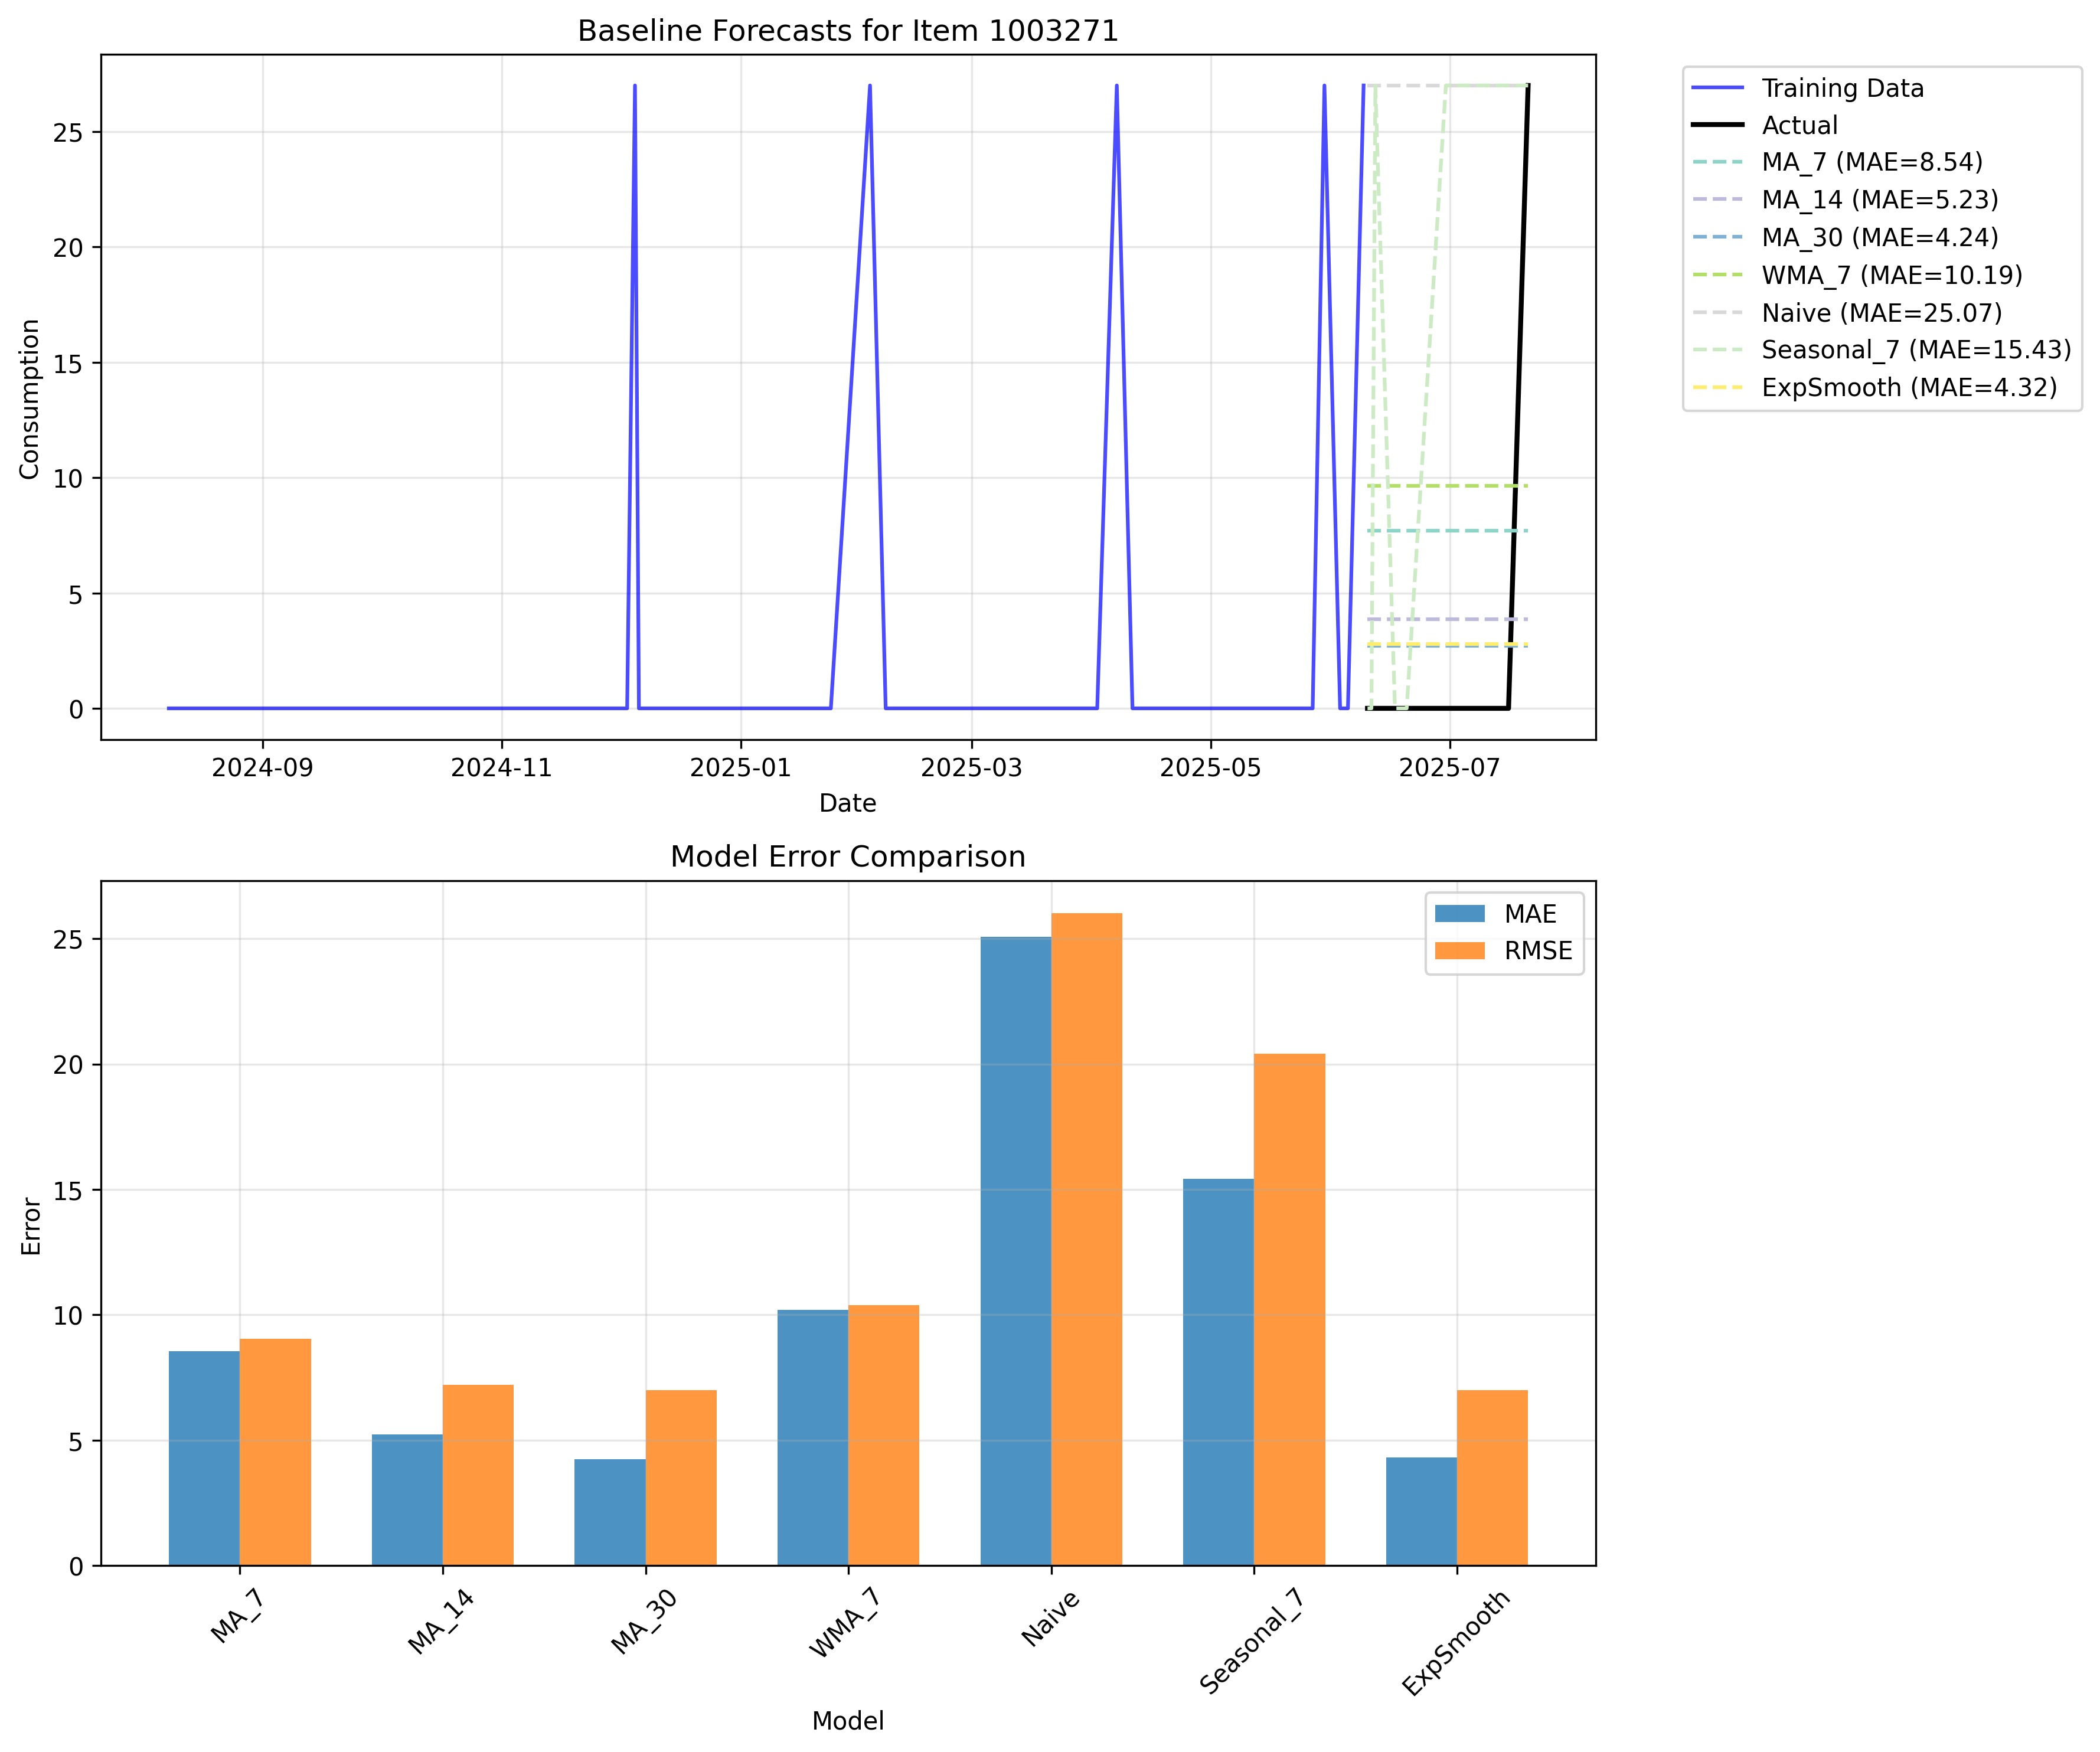 Baseline Forecasts for Item 1003271
Consumption
25
20
15
10
5
0
2024-09 2024-11 2025-01 2025-03 2025-05 2025-07
Date
Training Data
Actual
MA_7 (MAE=8.54)
MA_14 (MAE=5.23)
MA_30 (MAE=4.24)
WMA_7 (MAE=10.19)
Naive (MAE=25.07)
Seasonal_7 (MAE=15.43)
ExpSmooth (MAE=4.32)
Model Error Comparison
Error
25
20
15
10
5
0
MAE
RMSE
MA_7 MA_14 MA_30 WMA_7 Naive Seasonal_7 ExpSmooth
Model